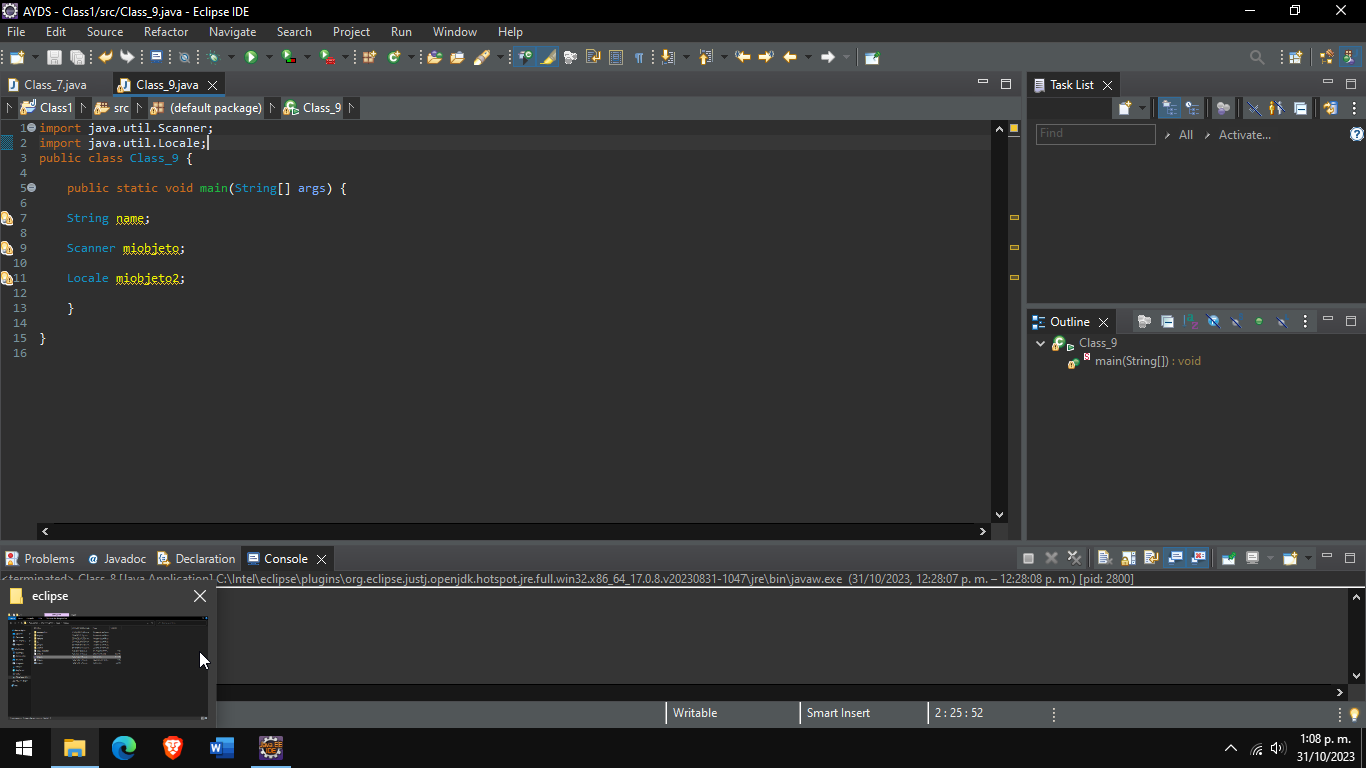 AYDS - Class1/src/Class_9.java - Eclipse IDE
File Edit Source Refactor Navigate Search Project Run Window Help
Class_7.java Class_9.java
Class1 src (default package) Class_9
1 import java.util.Scanner;
2 import java.util.Locale;
3 public class Class_9 {
4
5 public static void main(String[] args) {
6
7 String name;
8
9 Scanner miobjeto;
10
11 Locale miobjeto2;
12
13 }
14
15 }
16
Task List
Find All Activate...
Outline
Class_9
main(String[]) : void
Problems Javadoc Declaration Console
<terminated> Class_8 [Java Application] C:\Intel\eclipse\plugins\org.eclipse.justj.openjdk.hotspot.jre.full.win32.x86_64_17.0.8.v20230831-1047\jre\bin\javaw.exe (31/10/2023, 12:28:07 p. m. – 12:28:08 p. m.) [pid: 2800]
eclipse
Writable Smart Insert 2 : 25 : 52
1:08 p. m.
31/10/2023